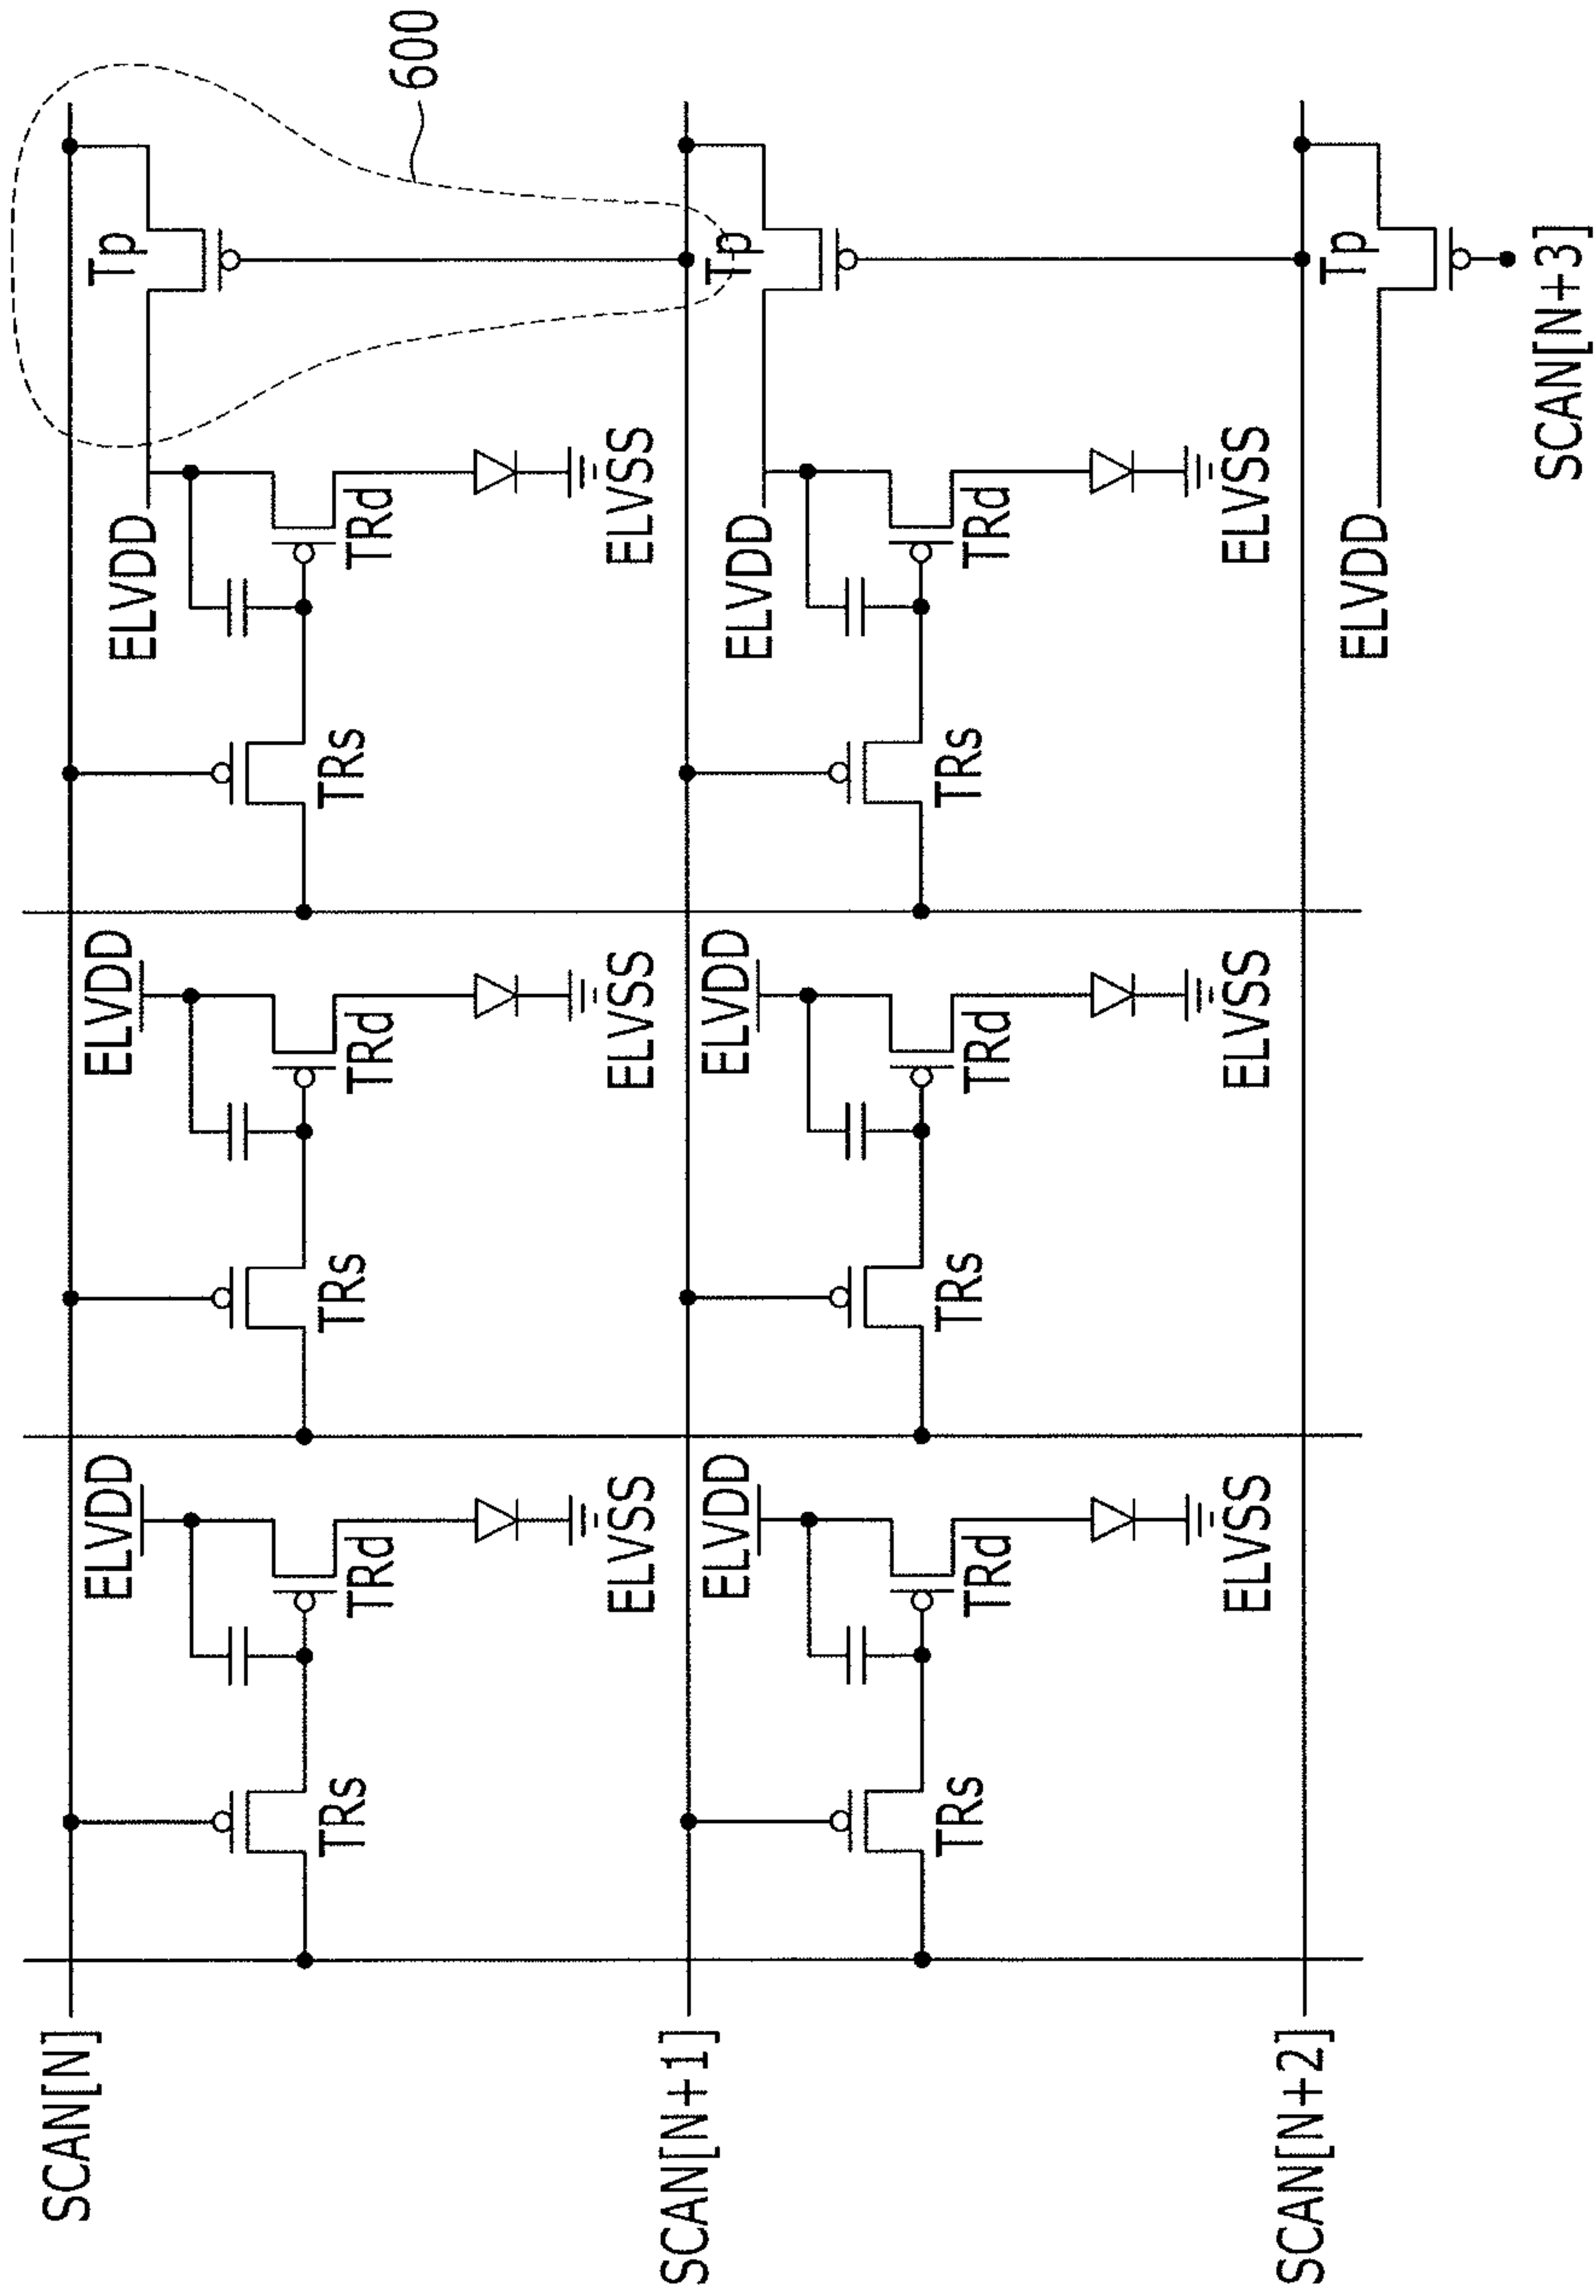 SCAN[N]
ELVDD
ELVDD
ELVDD
Tp
TRs
TRd
TRs
TRd
TRs
TRd
600
ELVSS
ELVSS
ELVSS
SCAN[N+1]
ELVDD
ELVDD
ELVDD
Tp
TRs
TRd
TRs
TRd
TRs
TRd
ELVSS
ELVSS
ELVSS
SCAN[N+2]
ELVDD
Tp
SCAN[N+3]